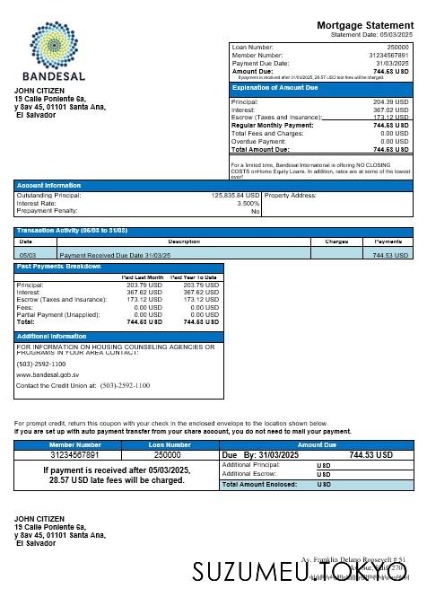 Mortgage Statement
Statement Date: 05/03/2025
BANDESAL
Loan Number: 250000
Member Number: 31234567891
Payment Due Date: 31/03/2025
Amount Due: 744.53 USD
If payment is received after 31/03/2025, 28.57 USD late fees will be charged.
JOHN CITIZEN
19 Calle Poniente 6a,
y 8av 45, 01101 Santa Ana,
El Salvador
Explanation of Amount Due
Principal: 204.39 USD
Interest: 367.02 USD
Escrow (Taxes and Insurance): 173.12 USD
Regular Monthly Payment: 744.53 USD
Total Fees and Charges: 0.00 USD
Overdue Payment: 0.00 USD
Total Amount Due: 744.53 USD
For a limited time, Bandesal International is offering NO CLOSING
COSTS on Home Equity Loans. In addition, rates are at some of the lowest
ever!
Account Information
Outstanding Principal: 125,835.84 USD Property Address:
Interest Rate: 3.500%
Prepayment Penalty: No
Transaction Activity
Date Description Charges Payments
05/03 Payment Received Due Date 31/03/25 744.53 USD
Past Payments Breakdown
Paid Last Month Paid Year To Date
Principal: 203.79 USD 203.79 USD
Interest: 367.62 USD 367.62 USD
Escrow (Taxes and Insurance): 173.12 USD 173.12 USD
Fees: 0.00 USD 0.00 USD
Partial Payment (Unapplied): 0.00 USD 0.00 USD
Total: 744.53 USD 744.53 USD
Additional Information
FOR INFORMATION ON HOUSING COUNSELING AGENCIES OR
PROGRAMS IN YOUR AREA CONTACT:
(503)-2592-1100
www.bandesal.gob.sv
Contact the Credit Union at: (503)-2592-1100
For prompt credit, return this coupon with your check in the enclosed envelope to the location shown below.
If you are set up with auto payment transfer from your share account, you do not need to mail your payment.
Member Number Loan Number Amount Due
31234567891 250000 Due By: 31/03/2025 744.53 USD
If payment is received after 05/03/2025,
28.57 USD late fees will be charged.
Additional Principal: USD
Additional Escrow: USD
Total Amount Enclosed: USD
JOHN CITIZEN
19 Calle Poniente 6a,
y 8av 45, 01101 Santa Ana,
El Salvador
Av. Franklin Delano Roosevelt # 51
SUZUMEU.TOKYO